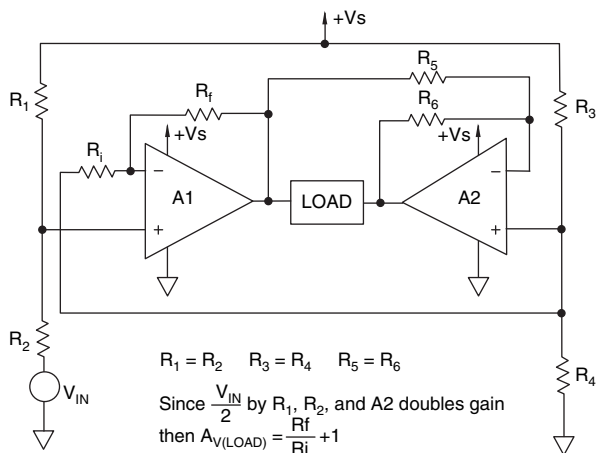 +Vs
R5
Rf
R6
R1
R3
+Vs
+Vs
Ri
−
−
A1
LOAD
A2
+
+
R2
VIN
R1 = R2 R3 = R4 R5 = R6
R4
Since VIN/2 by R1, R2, and A2 doubles gain
then AV(LOAD) = Rf/Ri +1